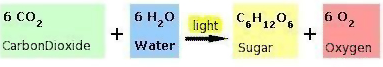 6 CO₂ + 6 H₂O light C₆H₁₂O₆ + 6 O₂
CarbonDioxide Water Sugar Oxygen